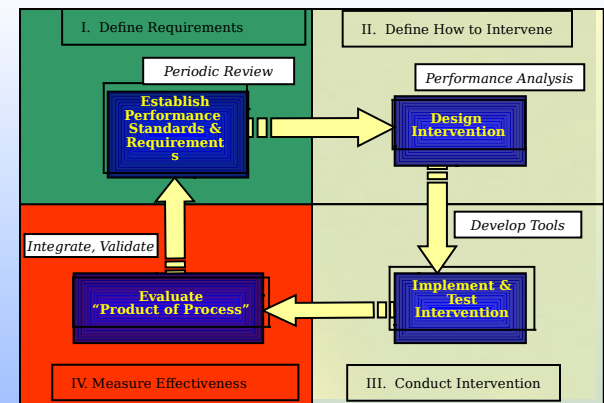 I. Define Requirements
II. Define How to Intervene
Periodic Review
Performance Analysis
Establish
Performance
Standards &
Requirement
s
Design
Intervention
Integrate, Validate
Develop Tools
Evaluate
“Product of Process”
Implement &
Test
Intervention
IV. Measure Effectiveness
III. Conduct Intervention